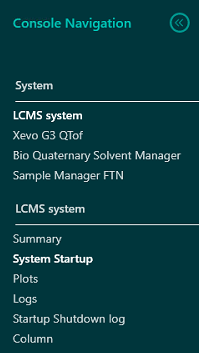 Console Navigation
System
LCMS system
Xevo G3 QTof
Bio Quaternary Solvent Manager
Sample Manager FTN
LCMS system
Summary
System Startup
Plots
Logs
Startup Shutdown log
Column